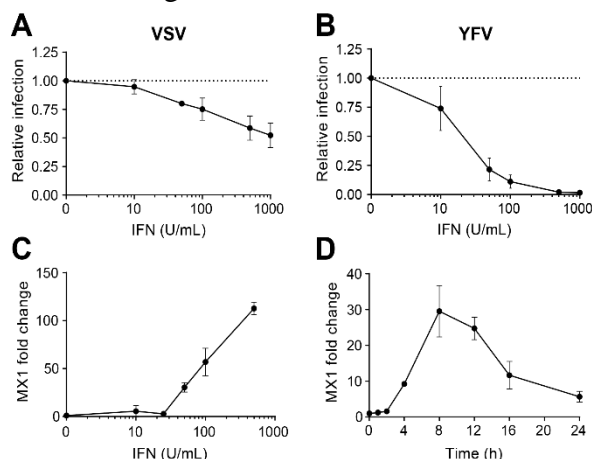 A VSV
B YFV
1.25
1.00
0.75
0.50
0.25
0.00
Relative infection
0 10 100 1000
IFN (U/mL)
1.25
1.00
0.75
0.50
0.25
0.00
Relative infection
0 10 100 1000
IFN (U/mL)
C
150
100
50
0
MX1 fold change
0 10 100 1000
IFN (U/mL)
D
40
30
20
10
0
MX1 fold change
0 4 8 12 16 20 24
Time (h)